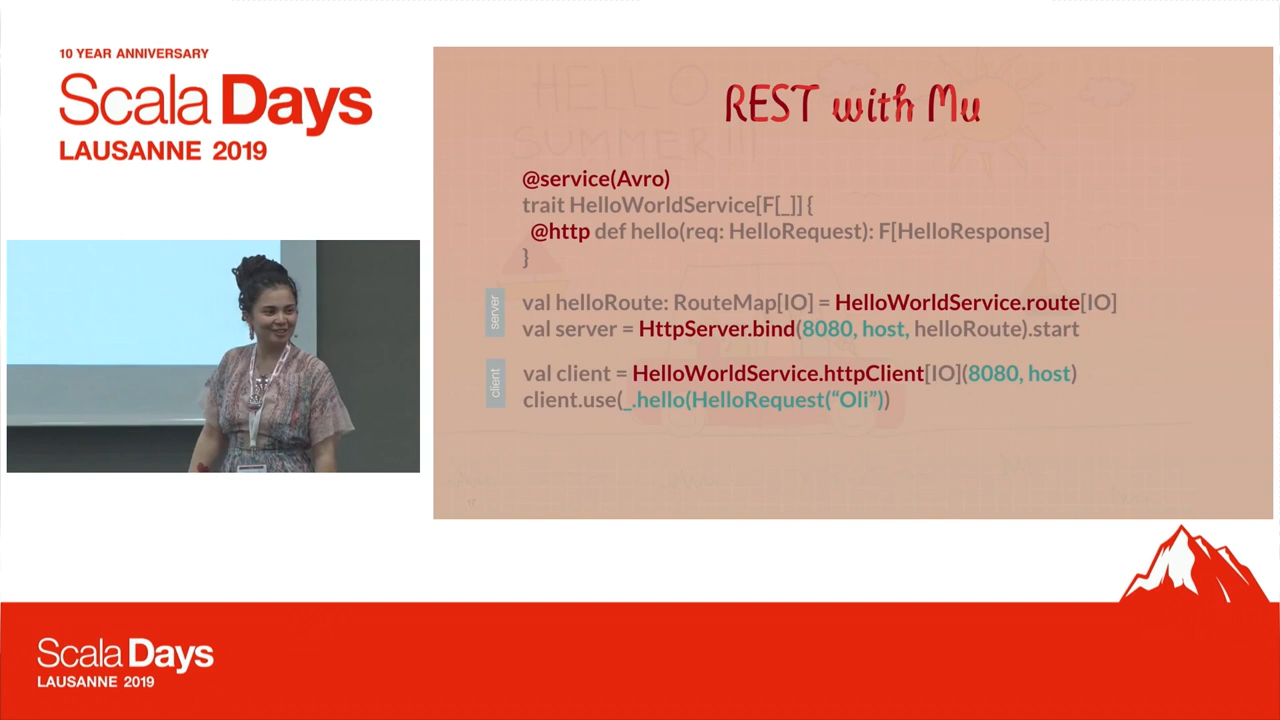 10 YEAR ANNIVERSARY
Scala Days
LAUSANNE 2019
HELLO
SUMMER!!!
REST with Mu
@service(Avro)
trait HelloWorldService[F[_]] {
@http def hello(req: HelloRequest): F[HelloResponse]
}
server
val helloRoute: RouteMap[IO] = HelloWorldService.route[IO]
val server = HttpServer.bind(8080, host, helloRoute).start
client
val client = HelloWorldService.httpClient[IO](8080, host)
client.use(_.hello(HelloRequest(“Oli”))
Scala Days
LAUSANNE 2019